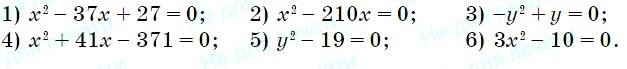 1) x² – 37x + 27 = 0; 2) x² – 210x = 0; 3) –y² + y = 0;
4) x² + 41x – 371 = 0; 5) y² – 19 = 0; 6) 3x² – 10 = 0.